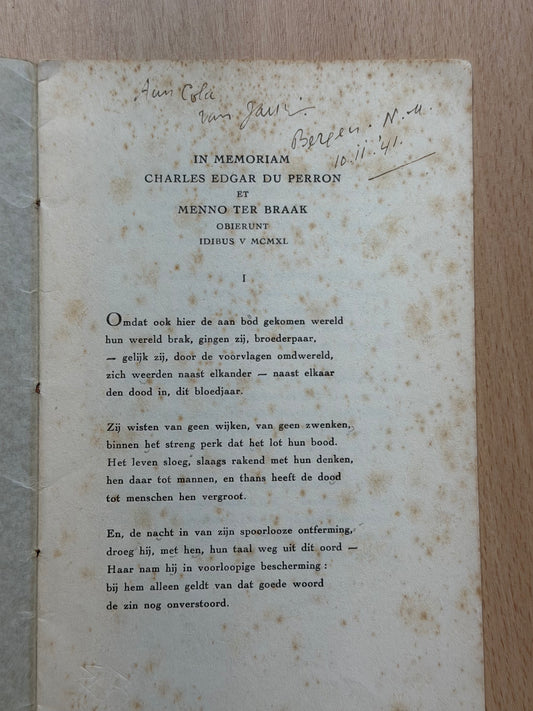 Aan Cola
van Jani.
Bergen. N. H.
10.II.'41.
IN MEMORIAM
CHARLES EDGAR DU PERRON
ET
MENNO TER BRAAK
OBIERUNT
IDIBUS V MCMXL
I
Omdat ook hier de aan bod gekomen wereld
hun wereld brak, gingen zij, broederpaar,
— gelijk zij, door de voorvlagen omdwereld,
zich weerden naast elkander — naast elkaar
den dood in, dit bloedjaar.
Zij wisten van geen wijken, van geen zwenken,
binnen het streng perk dat het lot hun bood.
Het leven sloeg, slaags rakend met hun denken,
hen daar tot mannen, en thans heeft de dood
tot menschen hen vergroot.
En, de nacht in van zijn spoorlooze ontferming,
droeg hij, met hen, hun taal weg uit dit oord —
Haar nam hij in voorloopige bescherming :
bij hem alleen geldt van dat goede woord
de zin nog onverstoord.